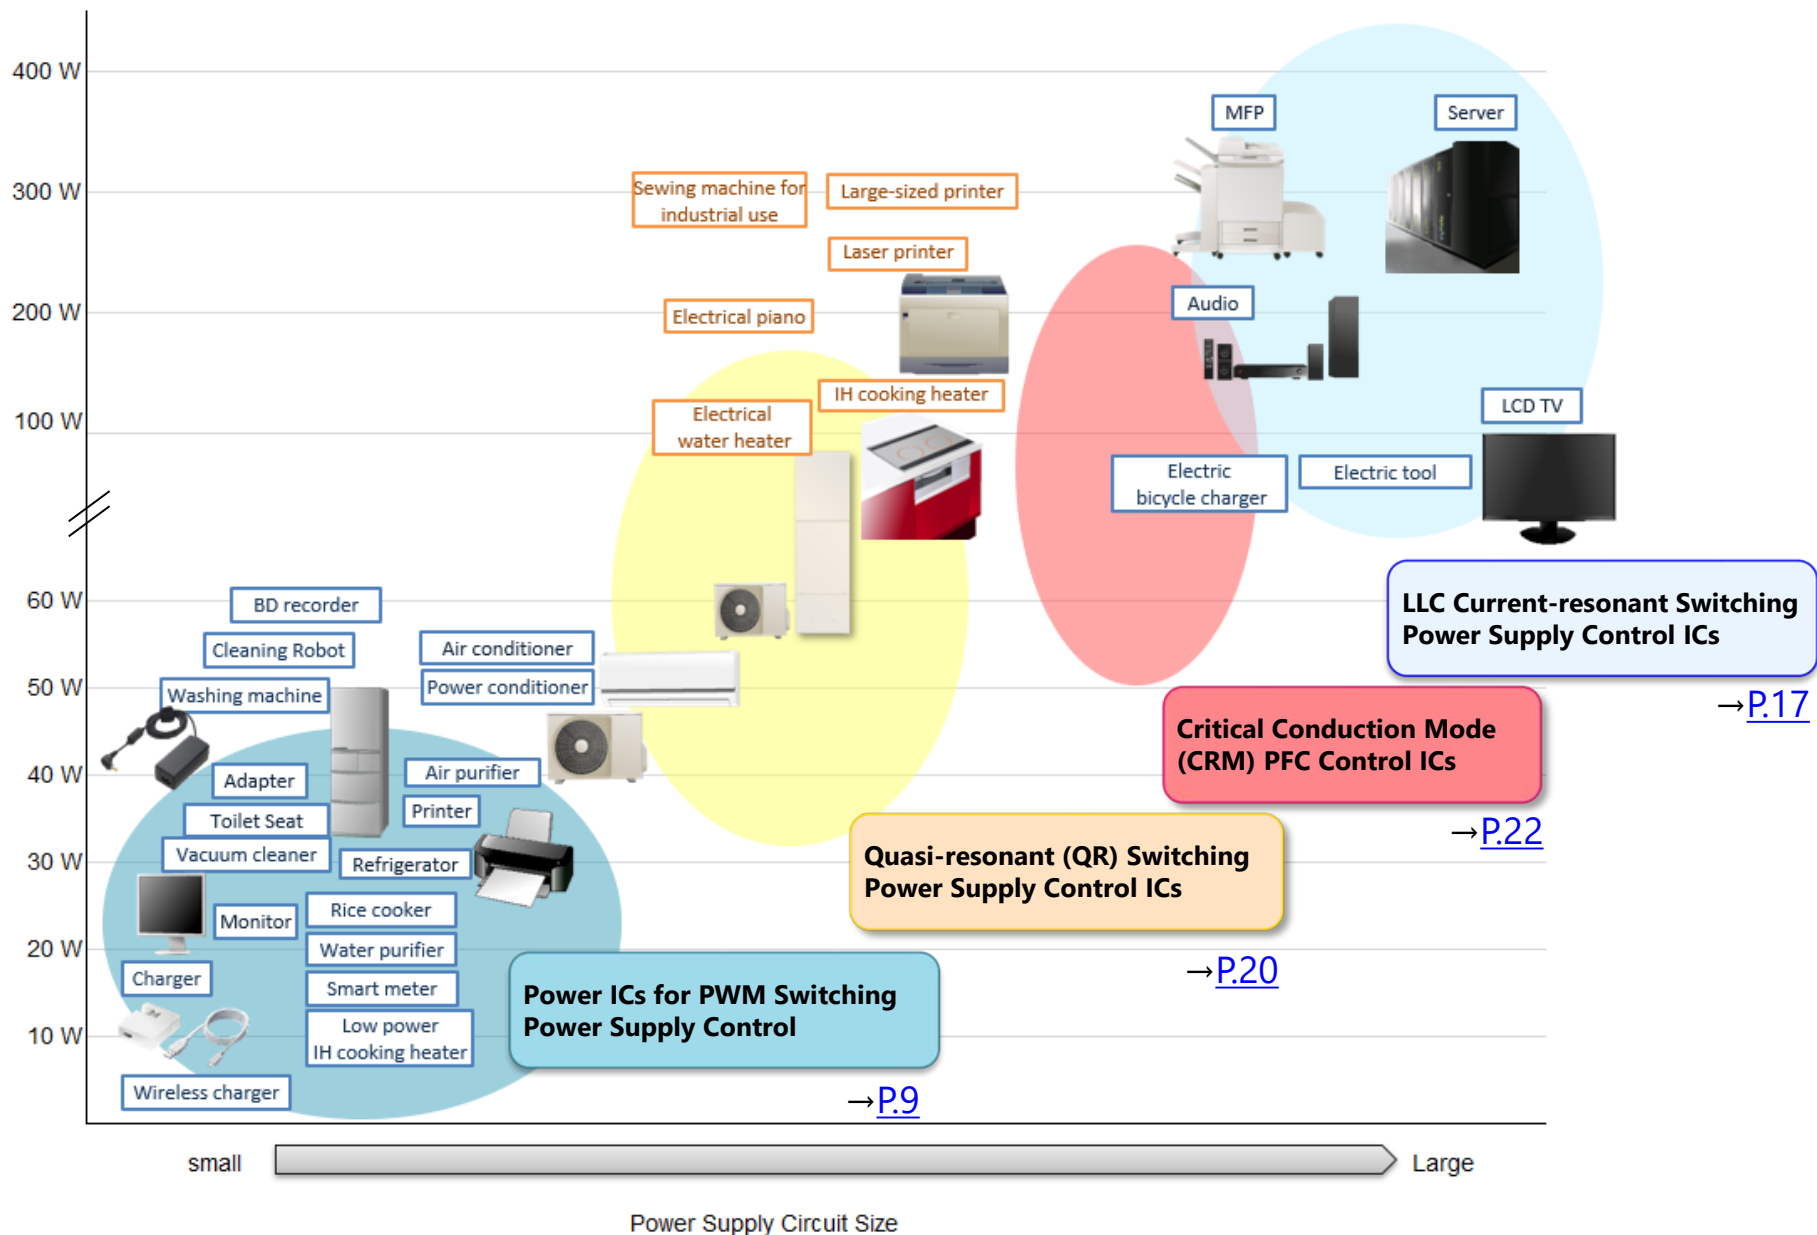 400 W
MFP
Server
300 W
Sewing machine for
industrial use
Large-sized printer
Laser printer
200 W
Electrical piano
Audio
IH cooking heater
Electrical
water heater
100 W
LCD TV
Electric
bicycle charger
Electric tool
60 W
BD recorder
LLC Current-resonant Switching
Power Supply Control ICs
→P.17
Cleaning Robot
Air conditioner
50 W
Washing machine
Power conditioner
Critical Conduction Mode
(CRM) PFC Control ICs
→P.22
40 W
Adapter
Air purifier
Toilet Seat
Printer
30 W
Vacuum cleaner
Refrigerator
Quasi-resonant (QR) Switching
Power Supply Control ICs
→P.20
Monitor
Rice cooker
20 W
Water purifier
Charger
Smart meter
Power ICs for PWM Switching
Power Supply Control
→P.9
10 W
Low power
IH cooking heater
Wireless charger
small
Large
Power Supply Circuit Size